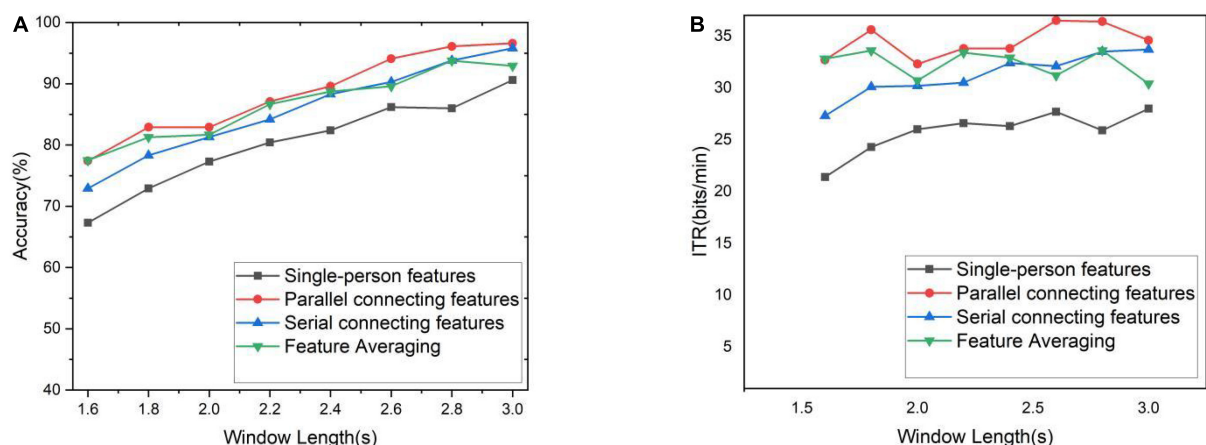 A
100
90
80
70
60
50
40
Accuracy(%)
Single-person features
Parallel connecting features
Serial connecting features
Feature Averaging
1.6 1.8 2.0 2.2 2.4 2.6 2.8 3.0
Window Length(s)
B
35
30
25
20
15
10
5
ITR(bits/min)
Single-person features
Parallel connecting features
Serial connecting features
Feature Averaging
1.5 2.0 2.5 3.0
Window Length(s)